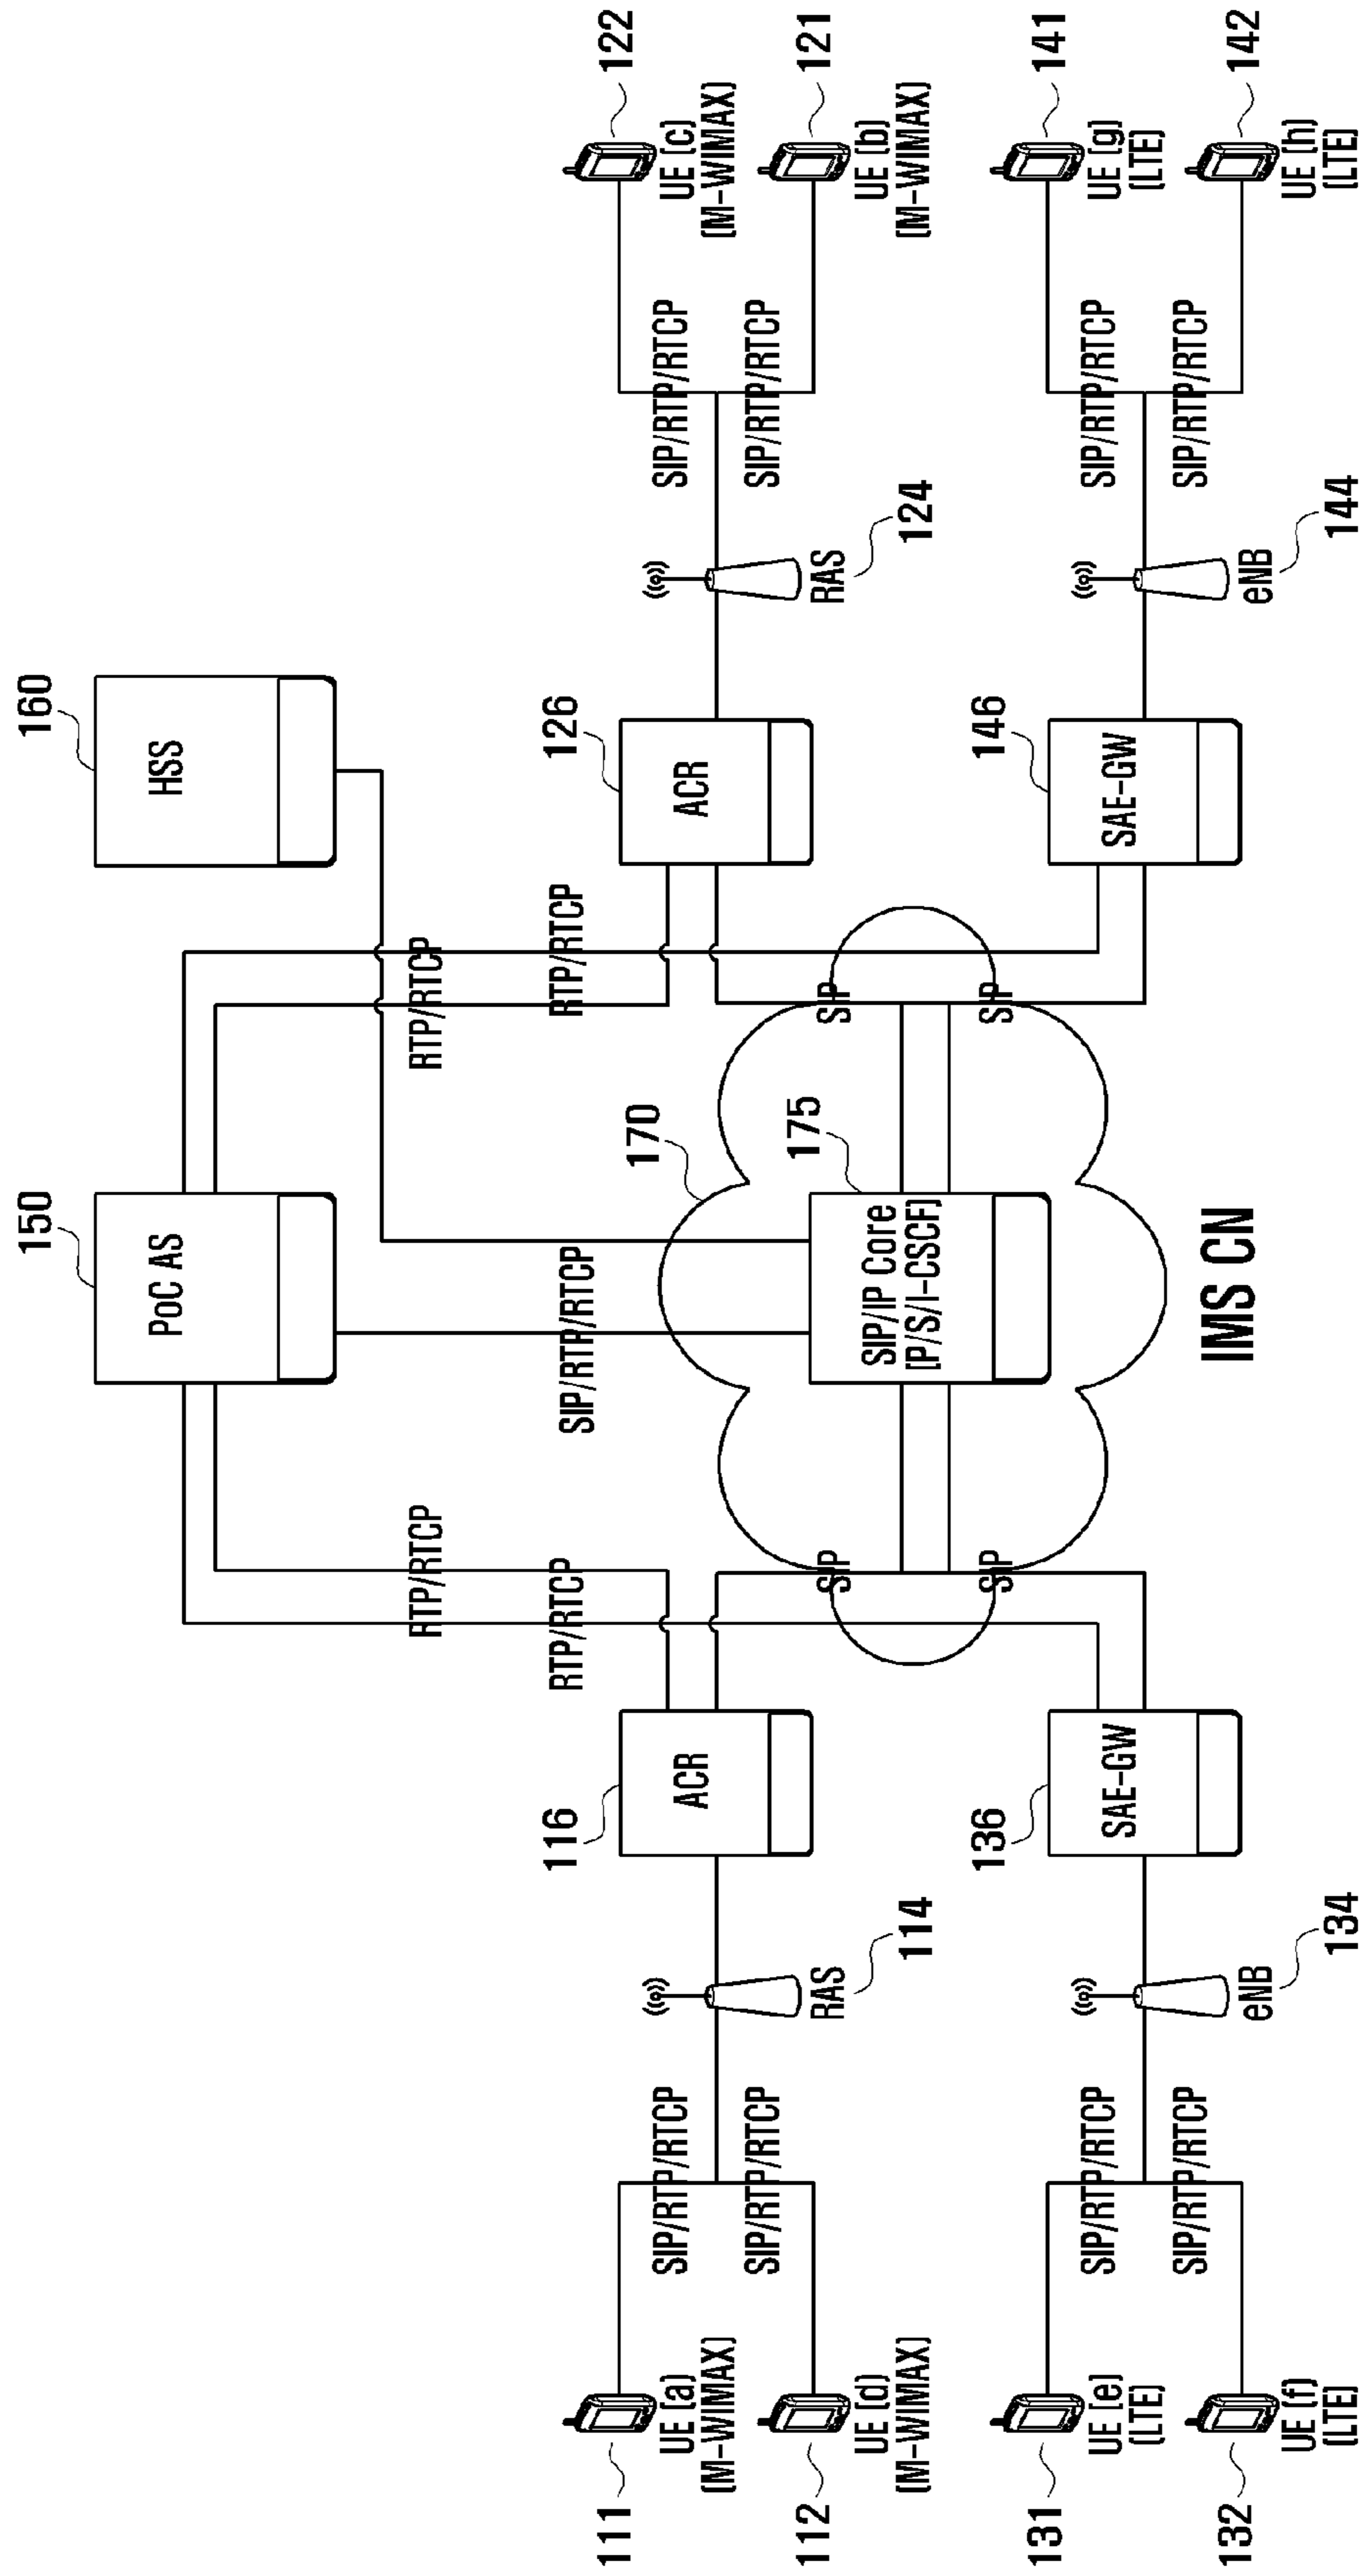 150
PoC AS
160
HSS
RTP/RTCP
RTP/RTCP
RTP/RTCP
RTP/RTCP
SIP/RTP/RTCP
111
UE (a)
(M-WIMAX)
112
UE (d)
(M-WIMAX)
SIP/RTP/RTCP
SIP/RTP/RTCP
RAS
114
116
ACR
170
175
SIP/IP Core
(P/S/I-CSCF)
SIP
SIP
SIP
SIP
IMS CN
126
ACR
RAS
124
SIP/RTP/RTCP
SIP/RTP/RTCP
122
UE (c)
(M-WIMAX)
121
UE (b)
(M-WIMAX)
131
UE (e)
(LTE)
132
UE (f)
(LTE)
SIP/RTP/RTCP
SIP/RTP/RTCP
eNB
134
136
SAE-GW
146
SAE-GW
eNB
144
SIP/RTP/RTCP
SIP/RTP/RTCP
141
UE (g)
(LTE)
142
UE (h)
(LTE)